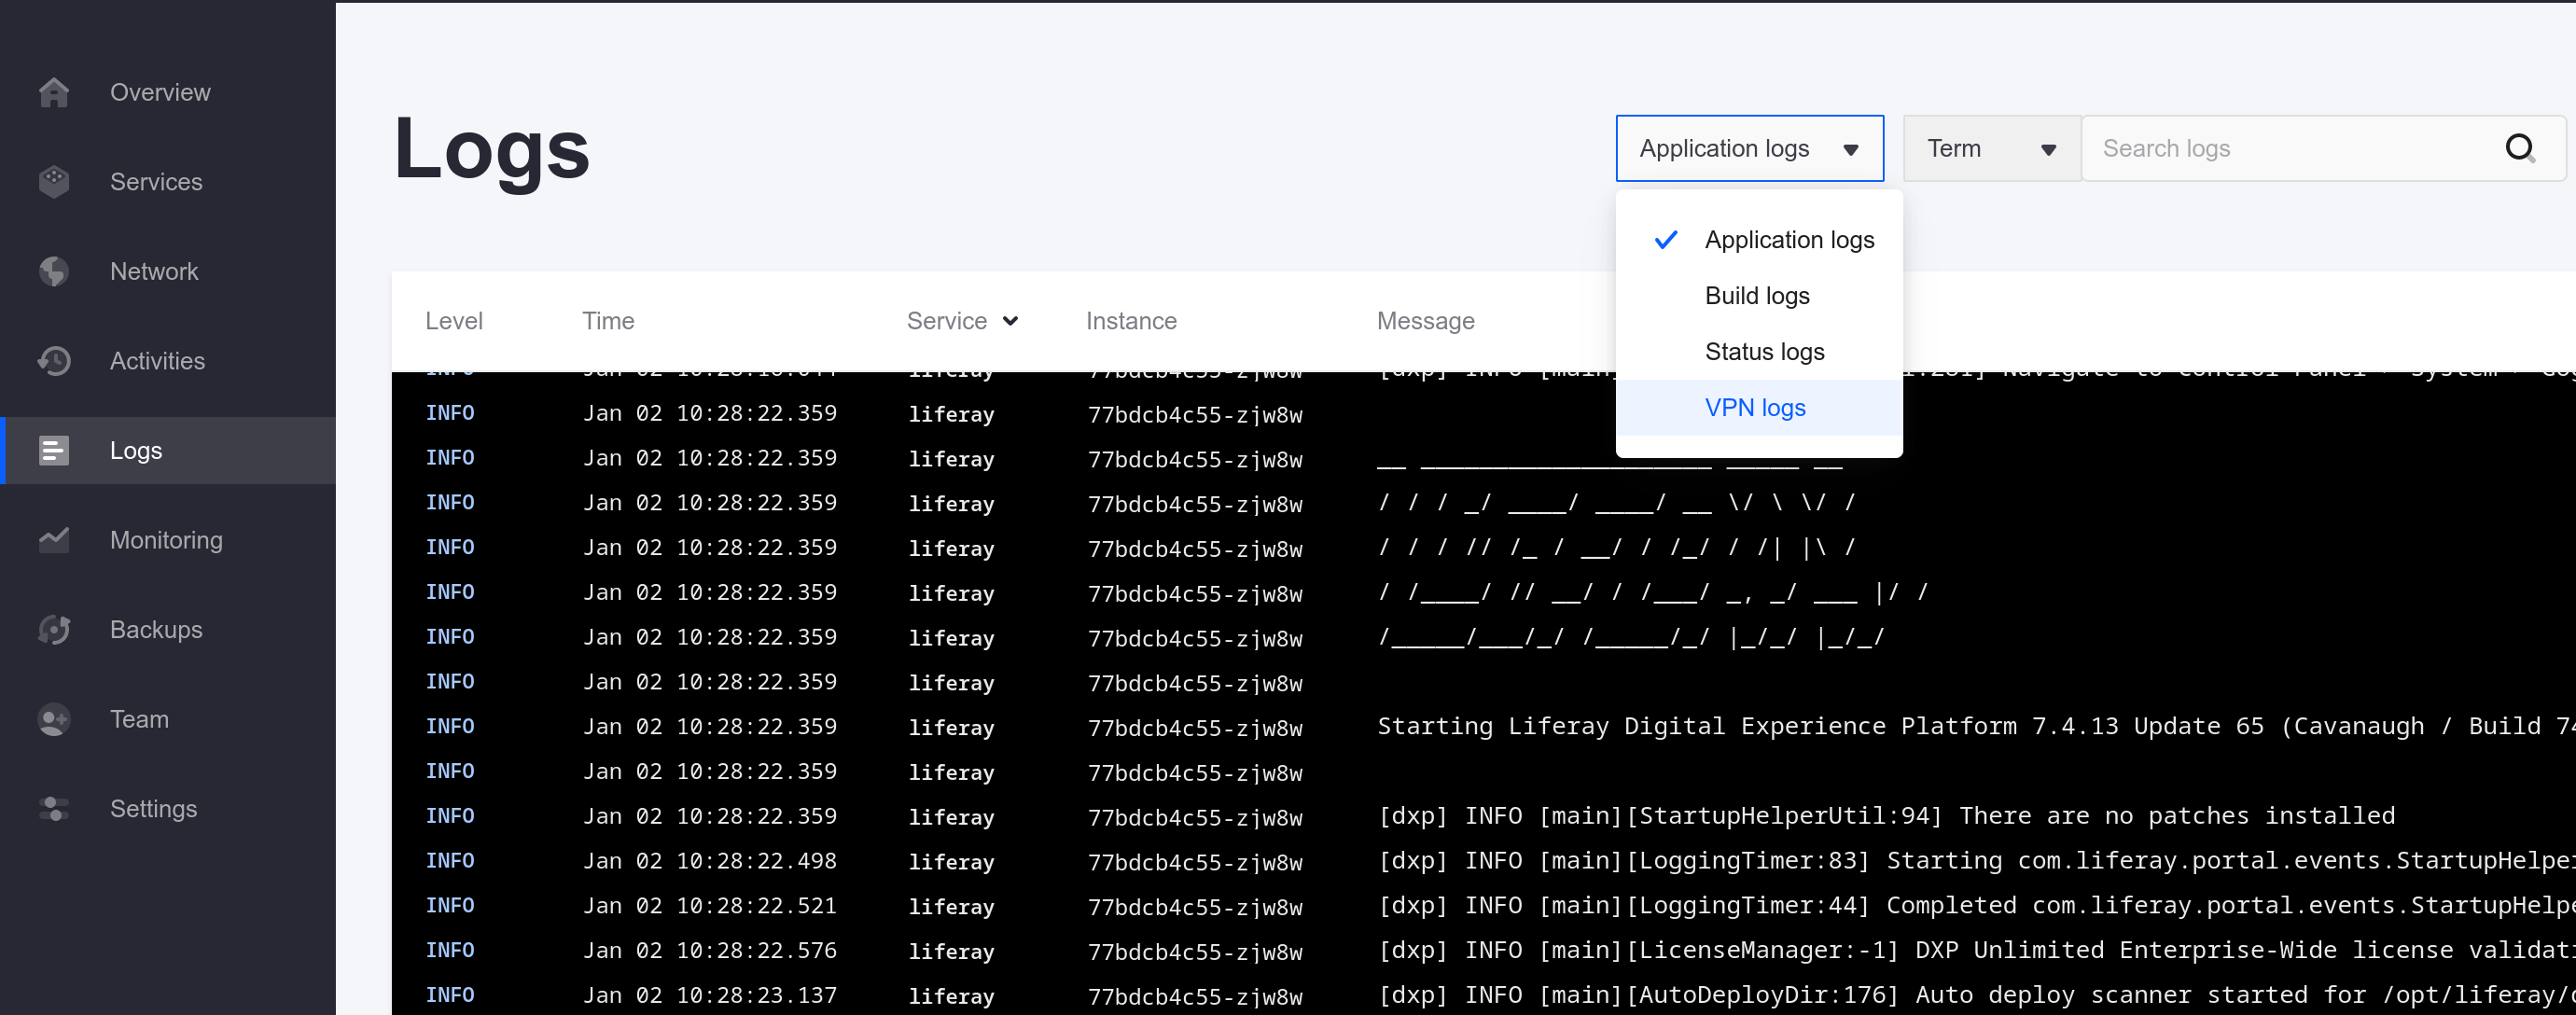 Overview
Services
Network
Activities
Logs
Monitoring
Backups
Team
Settings
Logs
Application logs
Term
Search logs
Application logs
Build logs
Status logs
VPN logs
Level Time Service Instance Message
INFO Jan 02 10:28:22.359 liferay 77bdcb4c55-zjw8w
INFO Jan 02 10:28:22.359 liferay 77bdcb4c55-zjw8w __ ____________________ _____ __
INFO Jan 02 10:28:22.359 liferay 77bdcb4c55-zjw8w / / / _/ ____/ ____/ __ \/ \ \/ /
INFO Jan 02 10:28:22.359 liferay 77bdcb4c55-zjw8w / / / // /_ / __/ / /_/ / /| |\ /
INFO Jan 02 10:28:22.359 liferay 77bdcb4c55-zjw8w / /____/ // __/ / /___/ _, _/ ___ |/ /
INFO Jan 02 10:28:22.359 liferay 77bdcb4c55-zjw8w /_____/___/_/ /_____/_/ |_/_/ |_/_/
INFO Jan 02 10:28:22.359 liferay 77bdcb4c55-zjw8w
INFO Jan 02 10:28:22.359 liferay 77bdcb4c55-zjw8w Starting Liferay Digital Experience Platform 7.4.13 Update 65 (Cavanaugh / Build 74
INFO Jan 02 10:28:22.359 liferay 77bdcb4c55-zjw8w
INFO Jan 02 10:28:22.359 liferay 77bdcb4c55-zjw8w [dxp] INFO [main][StartupHelperUtil:94] There are no patches installed
INFO Jan 02 10:28:22.498 liferay 77bdcb4c55-zjw8w [dxp] INFO [main][LoggingTimer:83] Starting com.liferay.portal.events.StartupHelper
INFO Jan 02 10:28:22.521 liferay 77bdcb4c55-zjw8w [dxp] INFO [main][LoggingTimer:44] Completed com.liferay.portal.events.StartupHelpe
INFO Jan 02 10:28:22.576 liferay 77bdcb4c55-zjw8w [dxp] INFO [main][LicenseManager:-1] DXP Unlimited Enterprise-Wide license validati
INFO Jan 02 10:28:23.137 liferay 77bdcb4c55-zjw8w [dxp] INFO [main][AutoDeployDir:176] Auto deploy scanner started for /opt/liferay/